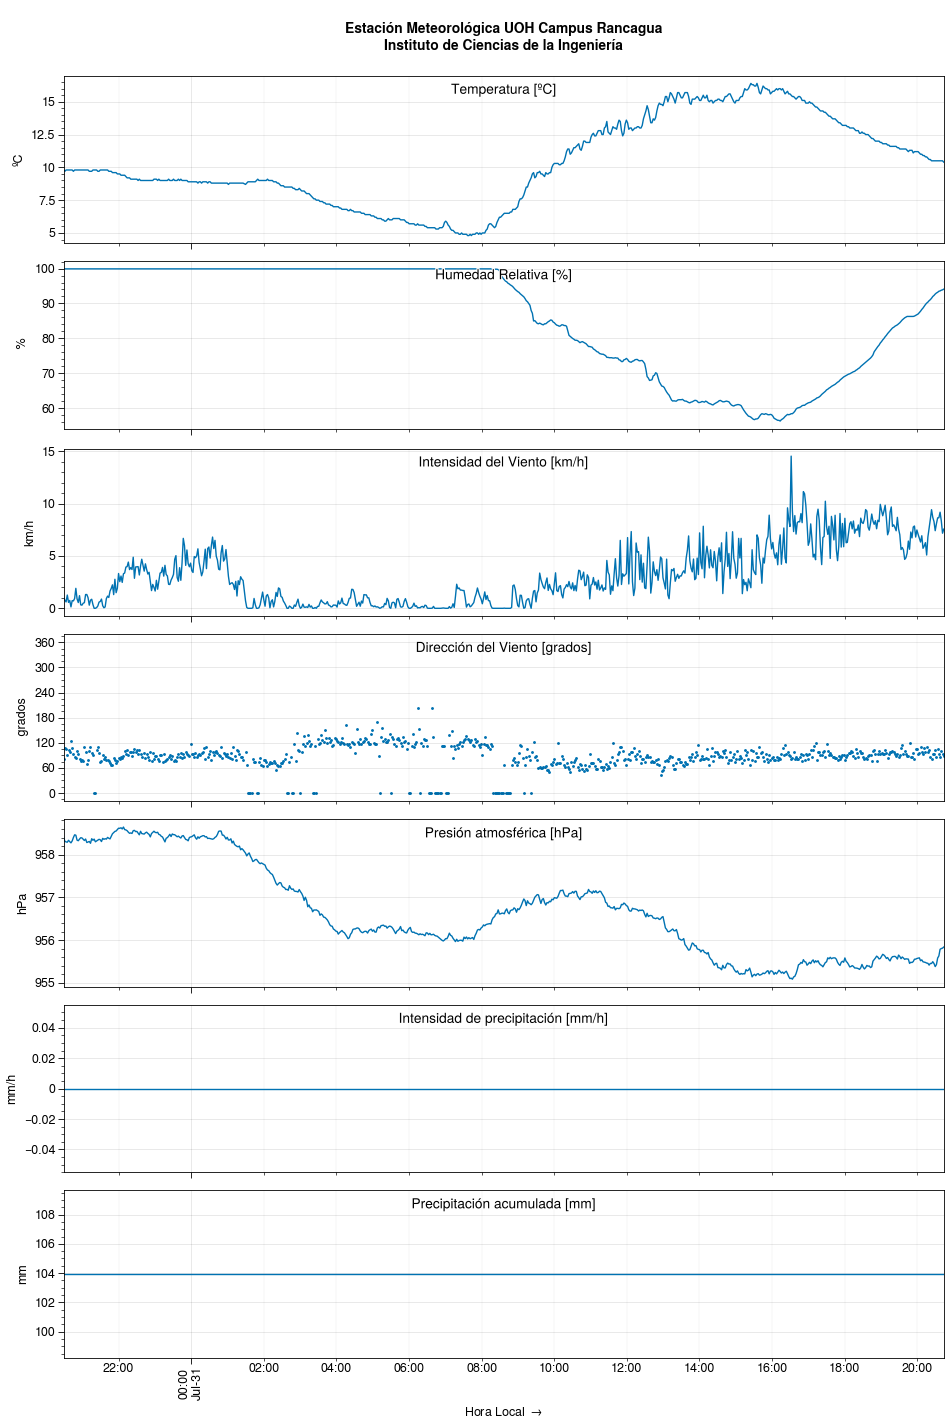 Estación Meteorológica UOH Campus Rancagua
Instituto de Ciencias de la Ingeniería
Temperatura [ºC]
15
12.5
10
7.5
5
ºC
Humedad Relativa [%]
100
90
80
70
60
%
Intensidad del Viento [km/h]
15
10
5
0
km/h
Dirección del Viento [grados]
360
300
240
180
120
60
0
grados
Presión atmosférica [hPa]
958
957
956
955
hPa
Intensidad de precipitación [mm/h]
0.04
0.02
0
−0.02
−0.04
mm/h
Precipitación acumulada [mm]
108
106
104
102
100
mm
22:00
00:00
Jul-31
02:00
04:00
06:00
08:00
10:00
12:00
14:00
16:00
18:00
20:00
Hora Local →